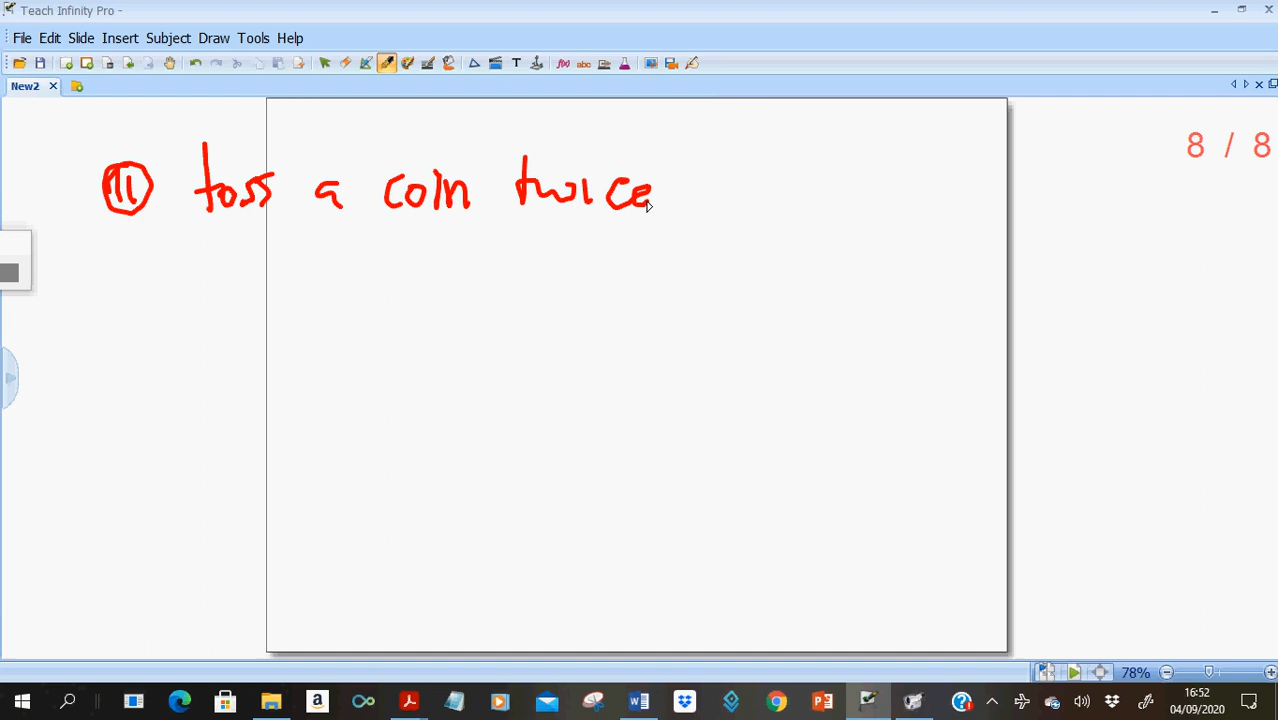 Teach Infinity Pro -
File Edit Slide Insert Subject Draw Tools Help
New2
8 / 8
III toss a coin twice
78%
16:52
04/09/2020